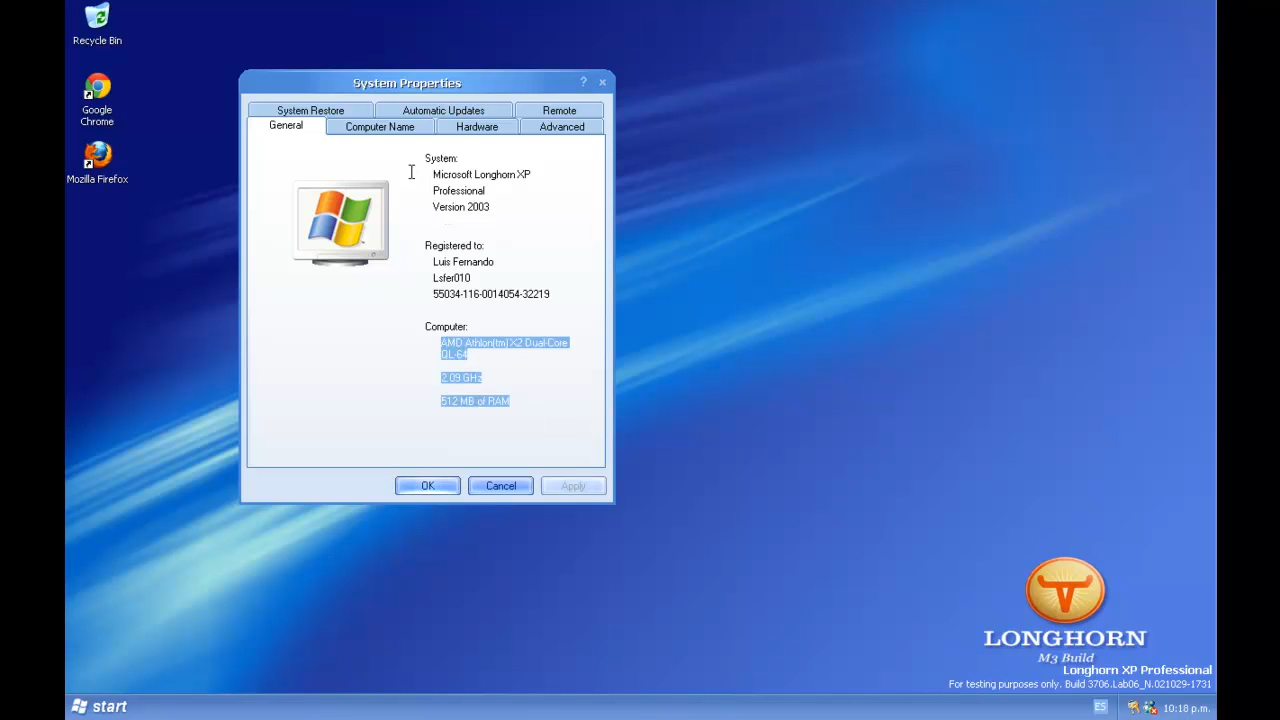 Recycle Bin
Google
Chrome
Mozilla Firefox
System Properties
System Restore
Automatic Updates
Remote
General
Computer Name
Hardware
Advanced
System:
Microsoft Longhorn XP
Professional
Version 2003
Registered to:
Luis Fernando
Lsfer010
55034-116-0014054-32219
Computer:
AMD Athlon(tm) X2 Dual-Core
QL-64
2.09 GHz
512 MB of RAM
OK
Cancel
Apply
LONGHORN
M3 Build
Longhorn XP Professional
For testing purposes only. Build 3706.Lab06_N.021029-1731
start
ES
10:18 p.m.